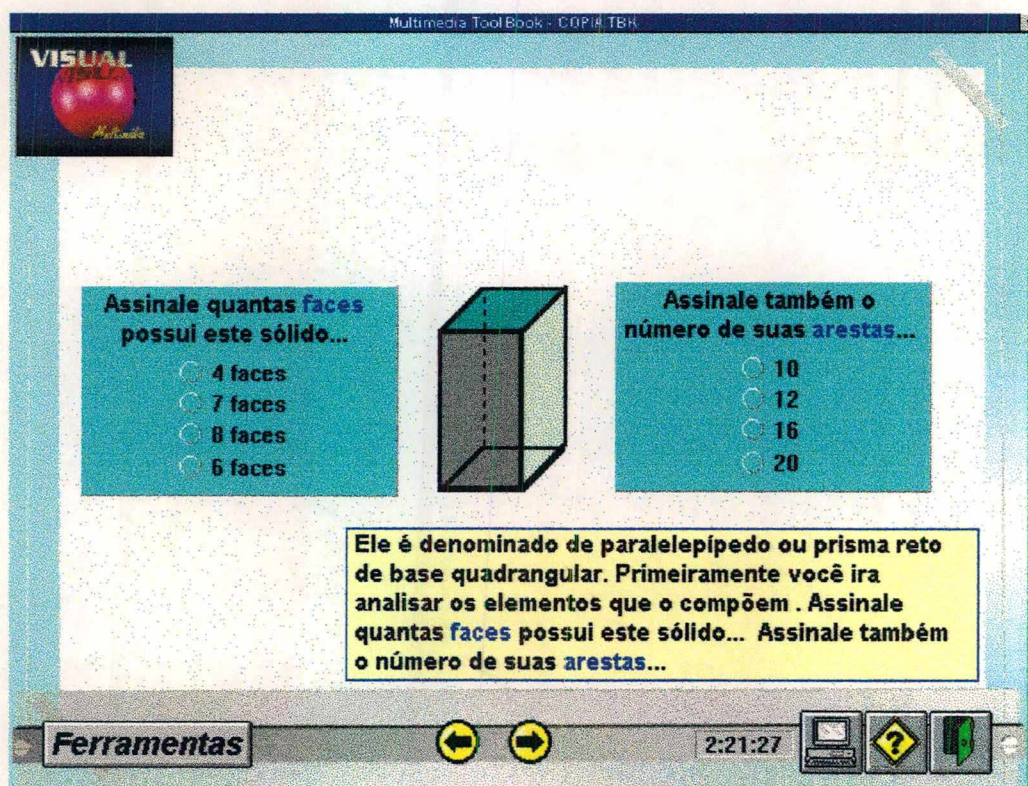 Multimedia ToolBook - COPIA.TBK
VISUAL
Multimedia
Assinale quantas faces
possui este sólido...
4 faces
7 faces
8 faces
6 faces
Assinale também o
número de suas arestas...
10
12
16
20
Ele é denominado de paralelepípedo ou prisma reto
de base quadrangular. Primeiramente você ira
analisar os elementos que o compõem . Assinale
quantas faces possui este sólido... Assinale também
o número de suas arestas...
Ferramentas
2:21:27
?